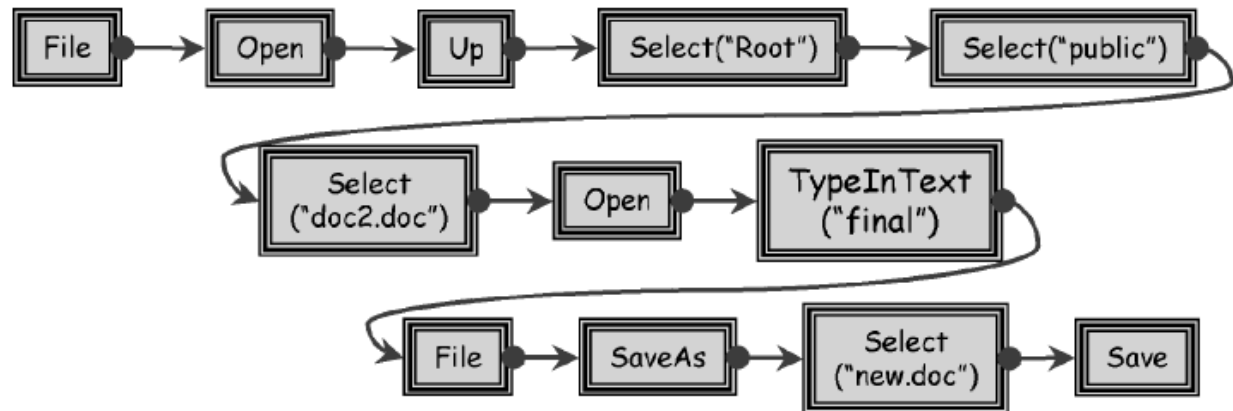 File
Open
Up
Select("Root")
Select("public")
Select
("doc2.doc")
Open
TypeInText
("final")
File
SaveAs
Select
("new.doc")
Save